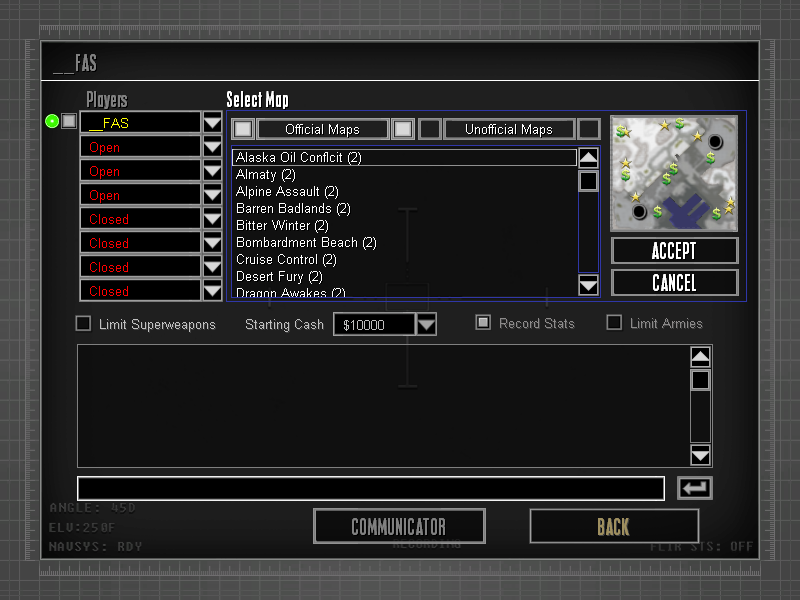 __FAS
Players
Select Map
__FAS
Open
Open
Open
Closed
Closed
Closed
Closed
Official Maps
Unofficial Maps
Alaska Oil Conflcit (2)
Almaty (2)
Alpine Assault (2)
Barren Badlands (2)
Bitter Winter (2)
Bombardment Beach (2)
Cruise Control (2)
Desert Fury (2)
Dragon Awakes (2)
ACCEPT
CANCEL
Limit Superweapons
Starting Cash
$10000
Record Stats
Limit Armies
ANGLE: 45D
ELV:250F
NAVSYS: RDY
COMMUNICATOR
BACK
RECORDING
FLIR STS: OFF